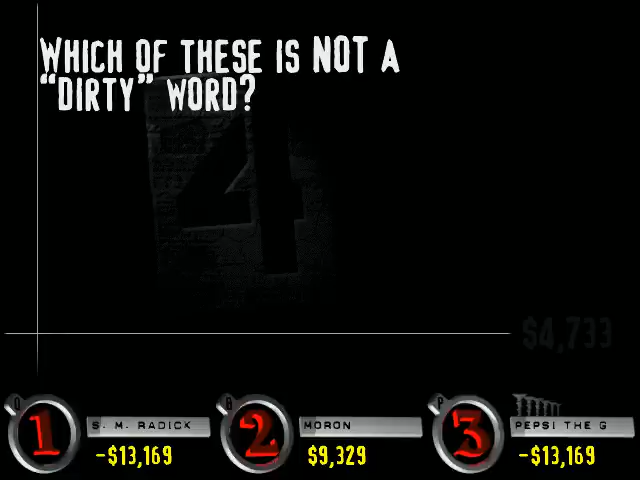 WHICH OF THESE IS NOT A
"DIRTY" WORD?
4
$4,733
Q
B
P
1
S. M. RADICK
2
MORON
3
PEPSI THE G
-$13,169
$9,329
-$13,169